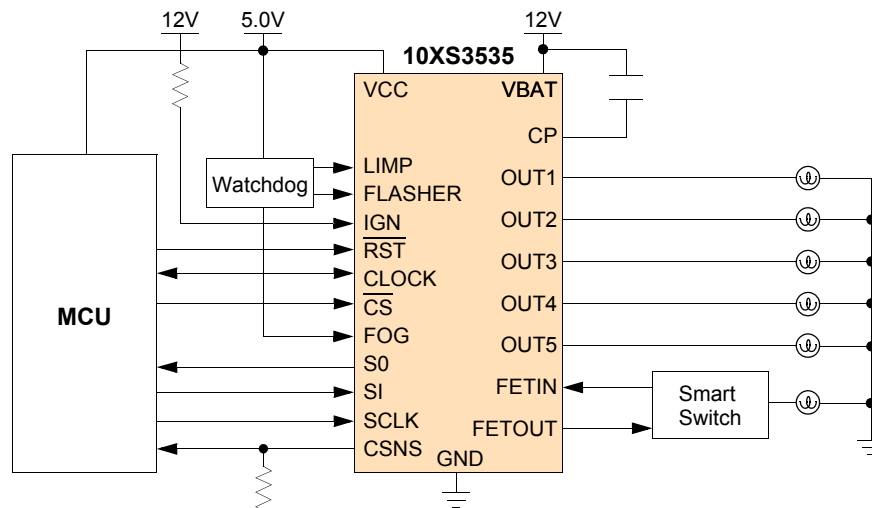 12V
5.0V
12V
10XS3535
VCC
VBAT
CP
LIMP
Watchdog
FLASHER
IGN
RST
CLOCK
CS
FOG
S0
SI
SCLK
CSNS
GND
OUT1
OUT2
OUT3
OUT4
OUT5
FETIN
FETOUT
MCU
Smart
Switch